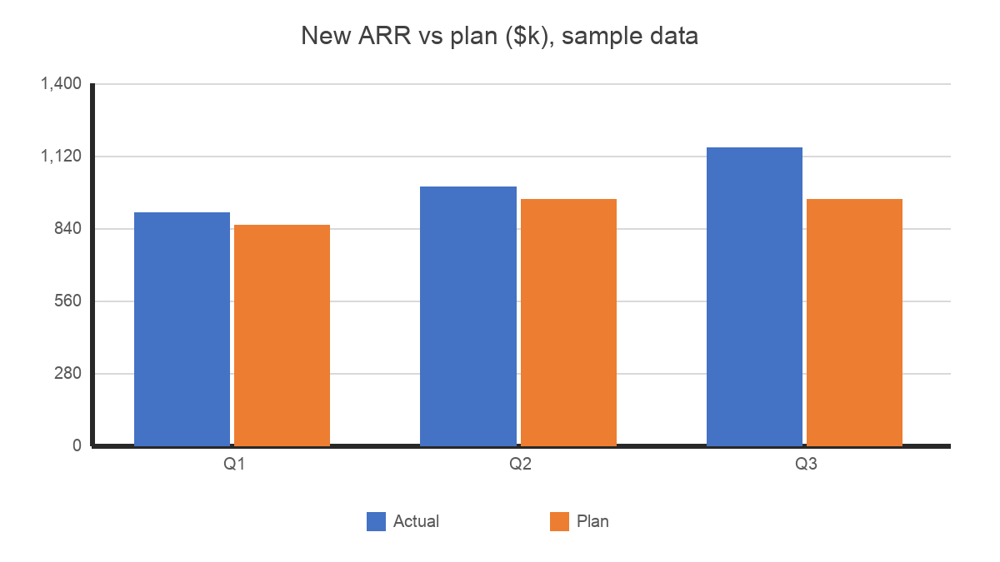 New ARR vs plan ($k), sample data
1,400
1,120
840
560
280
0
Q1 Q2 Q3
Actual Plan